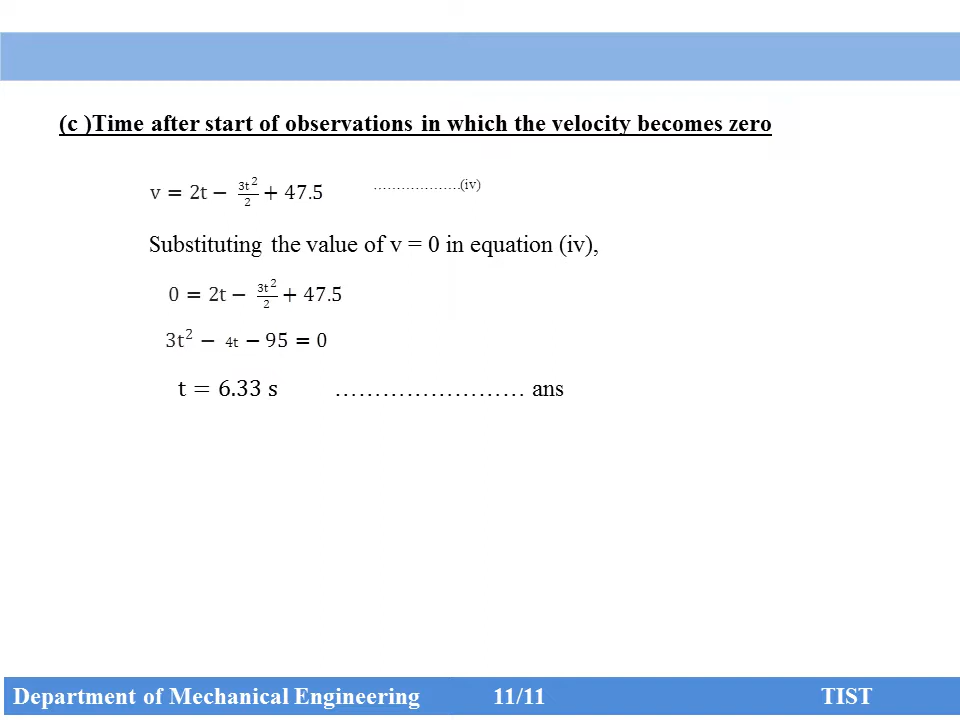 (c )Time after start of observations in which the velocity becomes zero
v = 2t − 3t²/2 + 47.5 ……………….(iv)
Substituting the value of v = 0 in equation (iv),
0 = 2t − 3t²/2 + 47.5
3t² − 4t − 95 = 0
t = 6.33 s …………………… ans
Department of Mechanical Engineering 11/11 TIST